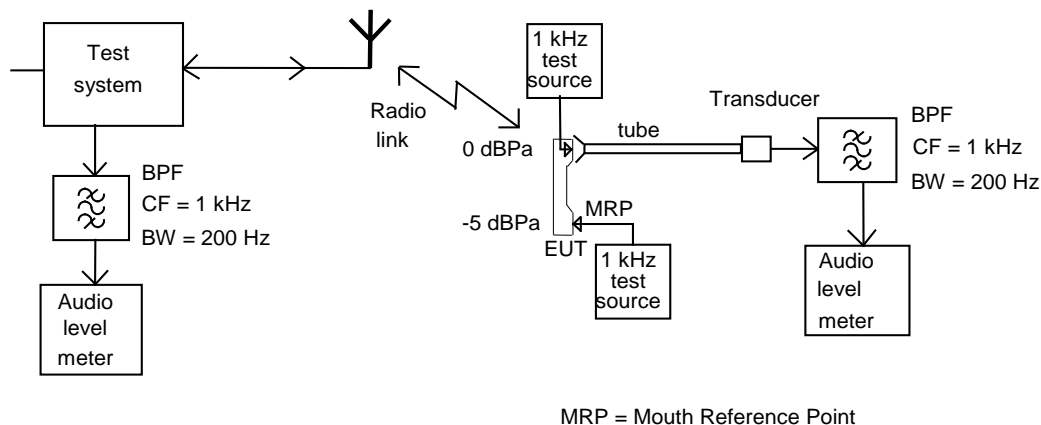 Test
system
BPF
CF = 1 kHz
BW = 200 Hz
Audio
level
meter
Radio
link
1 kHz
test
source
0 dBPa
-5 dBPa
EUT
MRP
1 kHz
test
source
tube
Transducer
BPF
CF = 1 kHz
BW = 200 Hz
Audio
level
meter
MRP = Mouth Reference Point